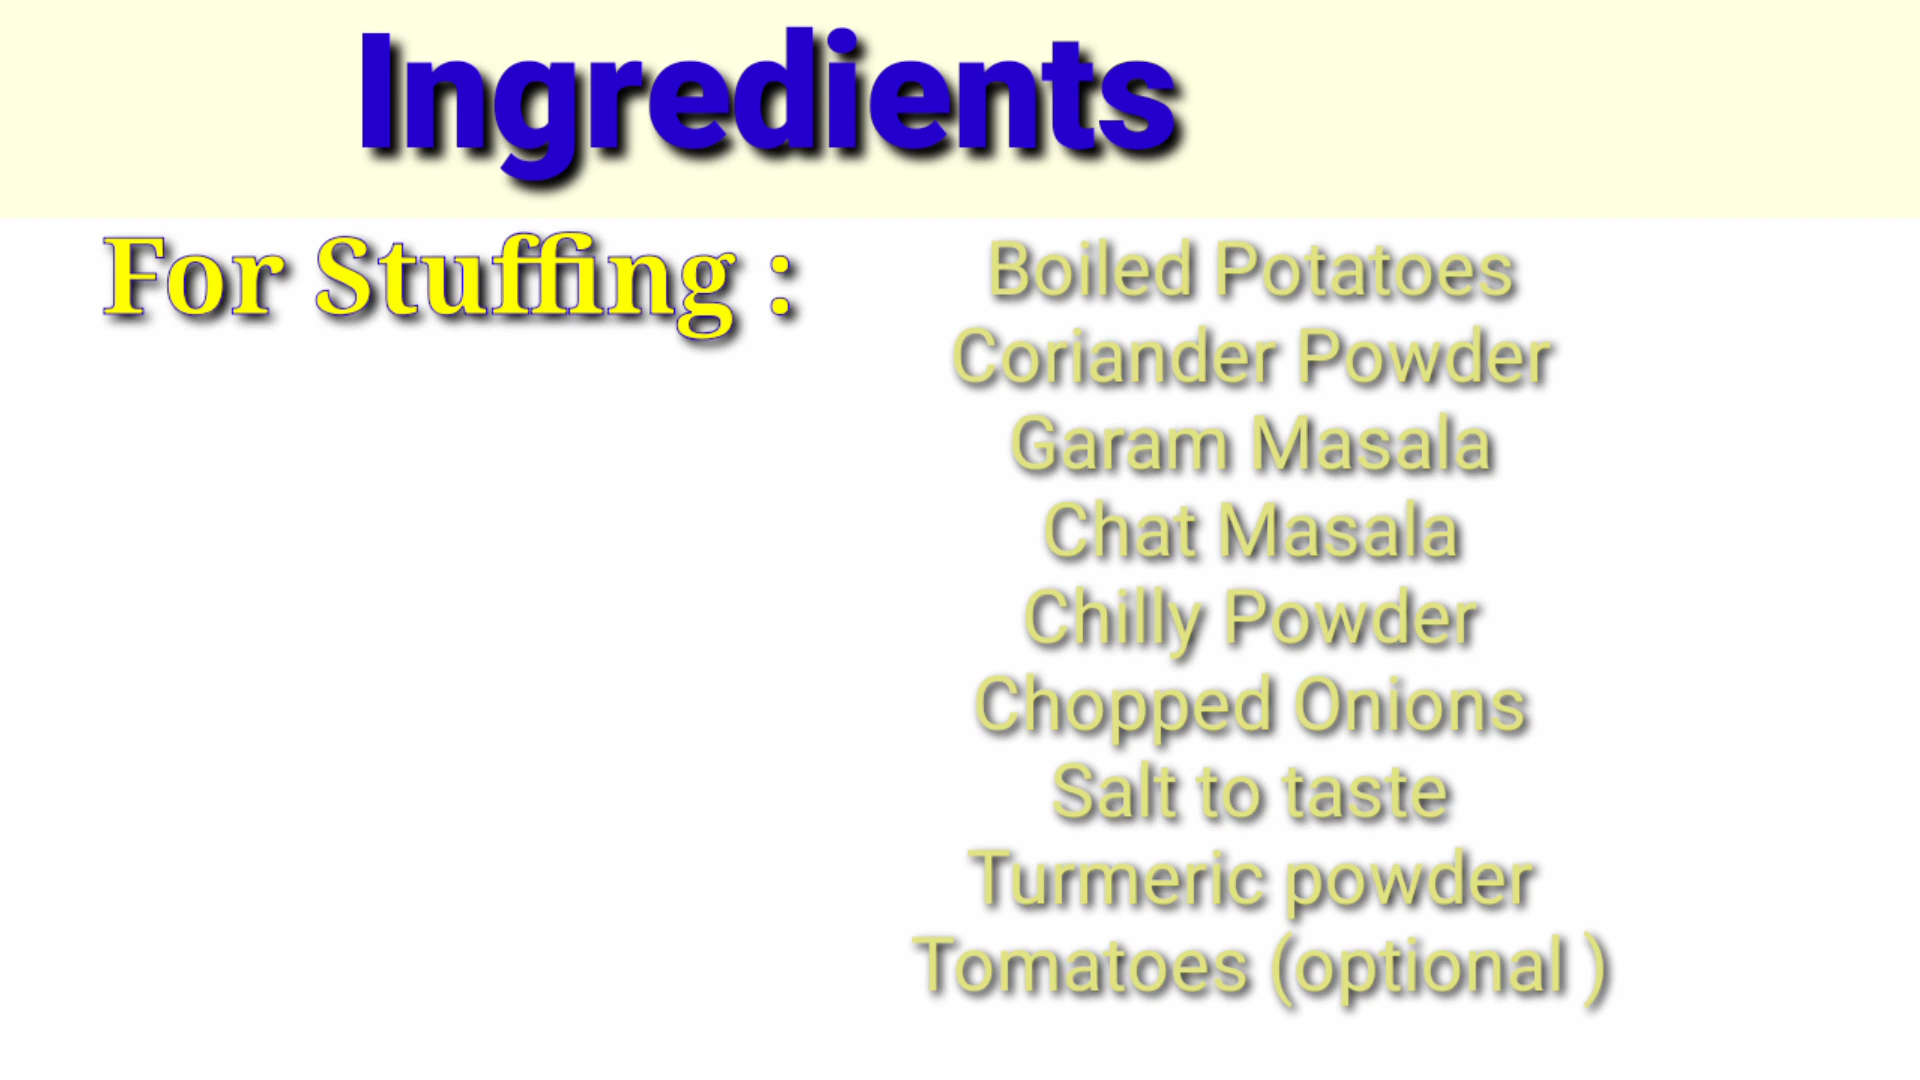 Ingredients
For Stuffing :
Boiled Potatoes
Coriander Powder
Garam Masala
Chat Masala
Chilly Powder
Chopped Onions
Salt to taste
Turmeric powder
Tomatoes (optional )